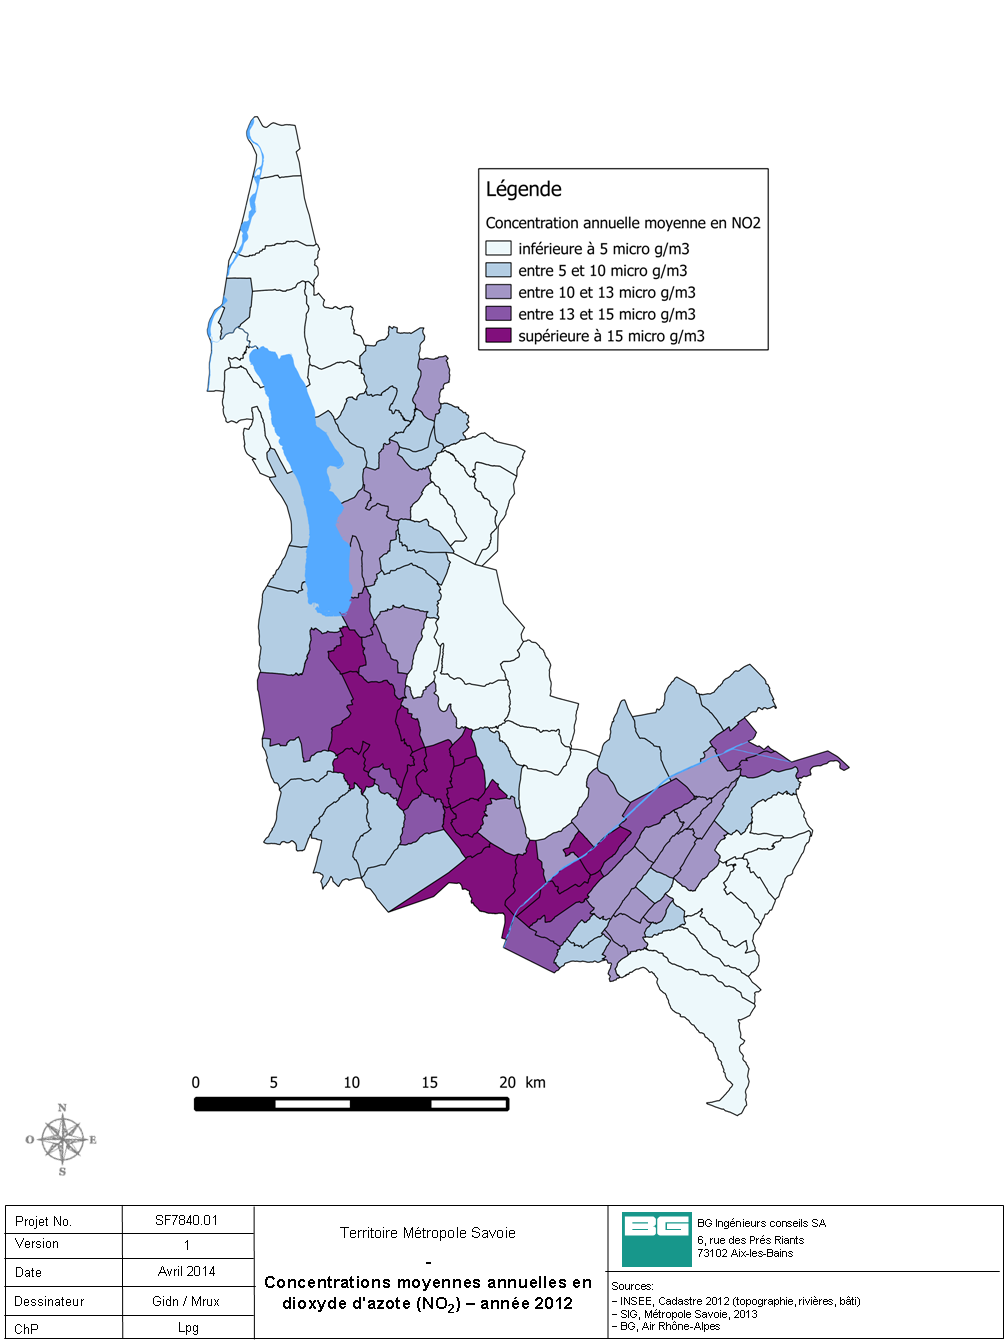 Légende
Concentration annuelle moyenne en NO2
inférieure à 5 micro g/m3
entre 5 et 10 micro g/m3
entre 10 et 13 micro g/m3
entre 13 et 15 micro g/m3
supérieure à 15 micro g/m3
0 5 10 15 20 km
N
O E
S
Projet No. SF7840.01
Version 1
Date Avril 2014
Dessinateur Gidn / Mrux
ChP Lpg
Territoire Métropole Savoie
-
Concentrations moyennes annuelles en
dioxyde d'azote (NO2) – année 2012
BG
BG Ingénieurs conseils SA
6, rue des Prés Riants
73102 Aix-les-Bains
Sources:
– INSEE, Cadastre 2012 (topographie, rivières, bâti)
– SIG, Métropole Savoie, 2013
– BG, Air Rhône-Alpes